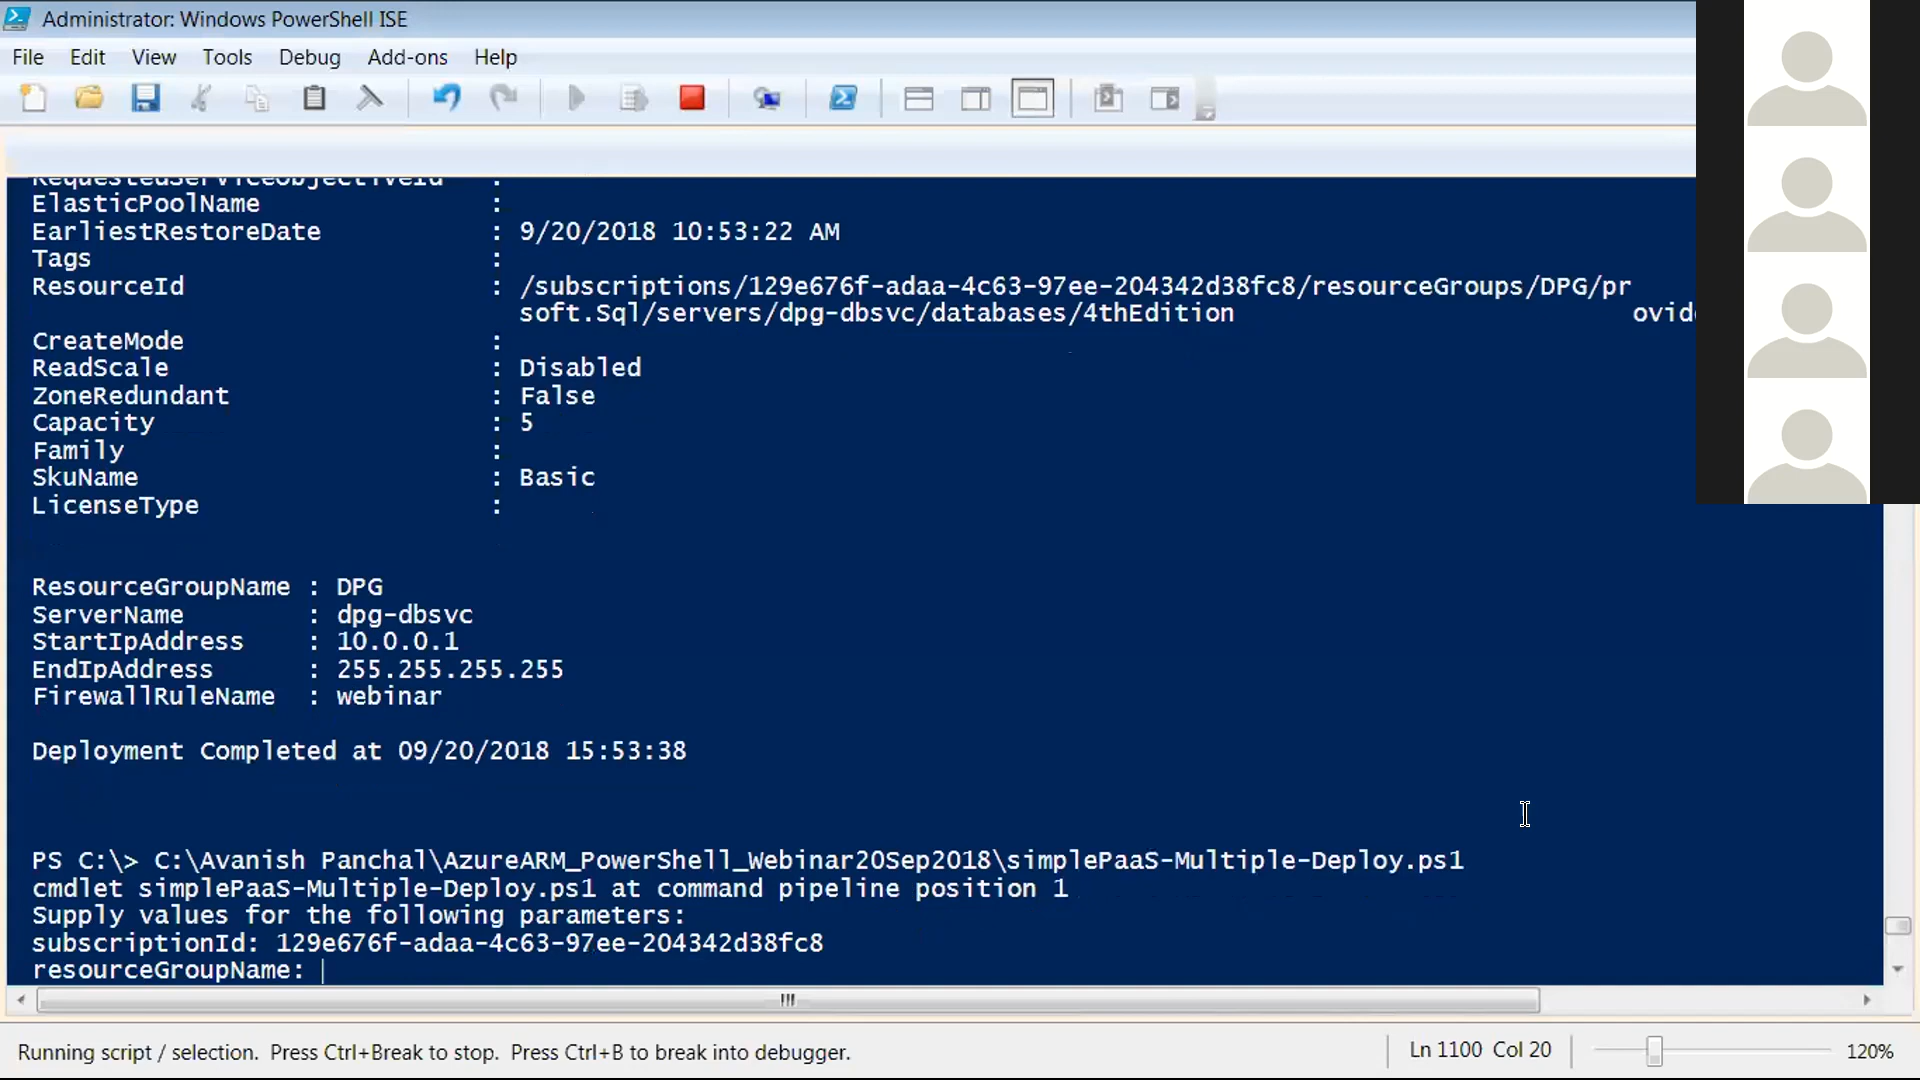 Administrator: Windows PowerShell ISE
File Edit View Tools Debug Add-ons Help
RequestedServiceObjectiveId :
ElasticPoolName :
EarliestRestoreDate : 9/20/2018 10:53:22 AM
Tags :
ResourceId : /subscriptions/129e676f-adaa-4c63-97ee-204342d38fc8/resourceGroups/DPG/pr
soft.Sql/servers/dpg-dbsvc/databases/4thEdition ovid
CreateMode :
ReadScale : Disabled
ZoneRedundant : False
Capacity : 5
Family :
SkuName : Basic
LicenseType :
ResourceGroupName : DPG
ServerName : dpg-dbsvc
StartIpAddress : 10.0.0.1
EndIpAddress : 255.255.255.255
FirewallRuleName : webinar
Deployment Completed at 09/20/2018 15:53:38
PS C:\> C:\Avanish Panchal\AzureARM_PowerShell_Webinar20Sep2018\simplePaaS-Multiple-Deploy.ps1
cmdlet simplePaaS-Multiple-Deploy.ps1 at command pipeline position 1
Supply values for the following parameters:
subscriptionId: 129e676f-adaa-4c63-97ee-204342d38fc8
resourceGroupName:
Running script / selection. Press Ctrl+Break to stop. Press Ctrl+B to break into debugger.
Ln 1100 Col 20
120%